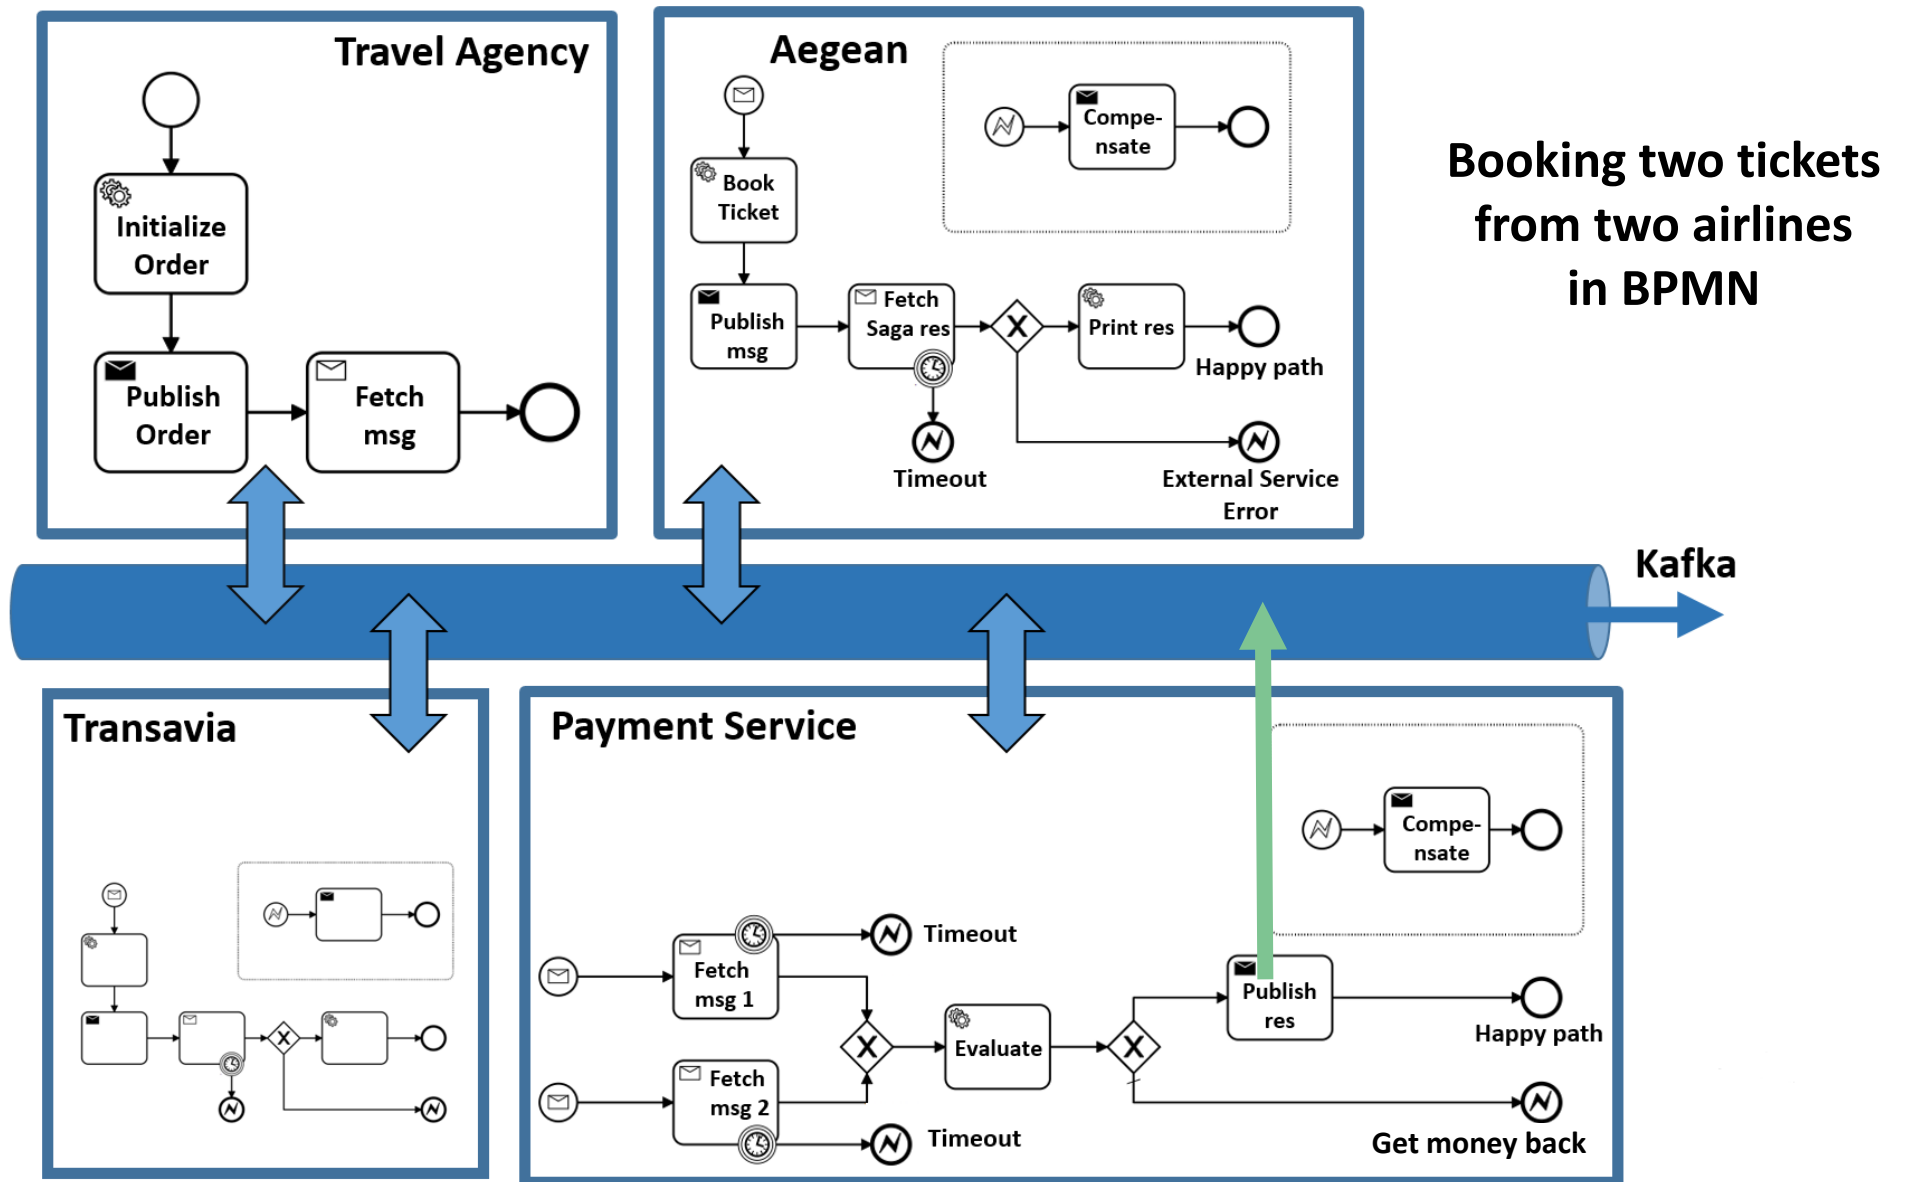 Travel Agency
Initialize
Order
Publish
Order
Fetch
msg
Aegean
Compe-
nsate
Book
Ticket
Publish
msg
Fetch
Saga res
X
Print res
Happy path
Timeout
External Service
Error
Booking two tickets
from two airlines
in BPMN
Kafka
Transavia
X
Payment Service
Compe-
nsate
Timeout
Fetch
msg 1
X
Evaluate
X
Publish
res
Happy path
Fetch
msg 2
Timeout
Get money back